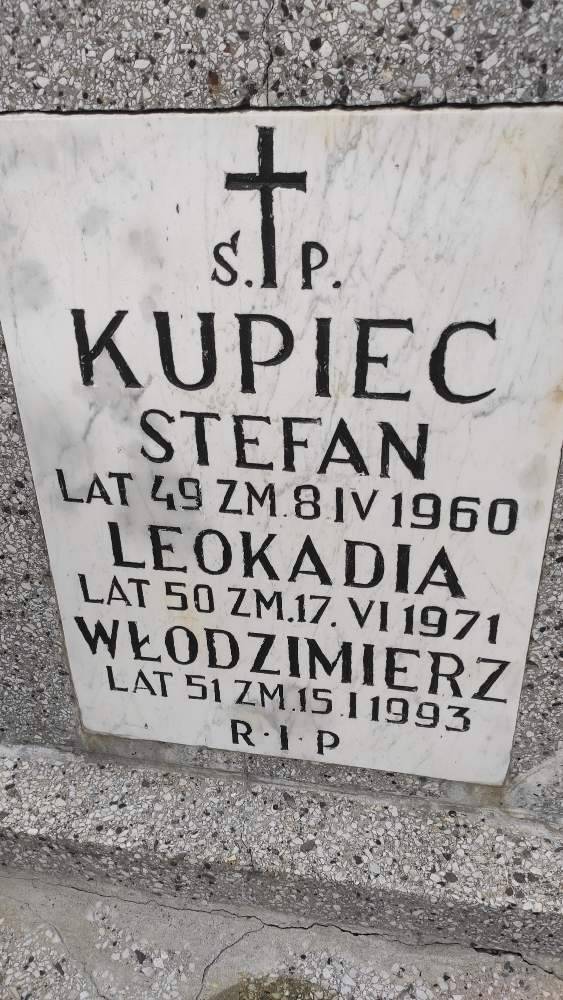 S. P.
KUPIEC
STEFAN
LAT 49 ZM. 8 IV 1960
LEOKADIA
LAT 50 ZM. 17. VI 1971
WŁODZIMIERZ
LAT 51 ZM. 15. I 1993
R·I·P